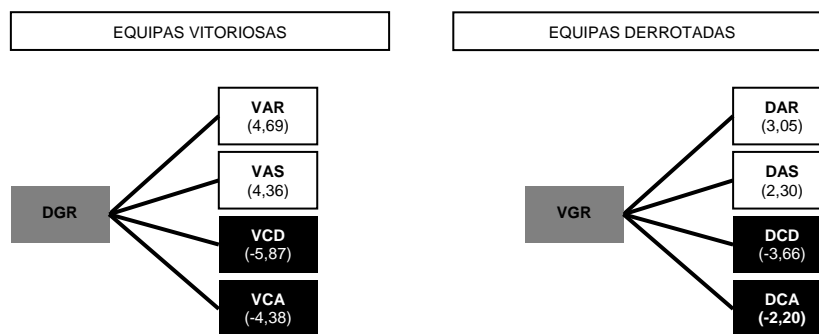 EQUIPAS VITORIOSAS
DGR
VAR
(4,69)
VAS
(4,36)
VCD
(-5,87)
VCA
(-4,38)
EQUIPAS DERROTADAS
VGR
DAR
(3,05)
DAS
(2,30)
DCD
(-3,66)
DCA
(-2,20)